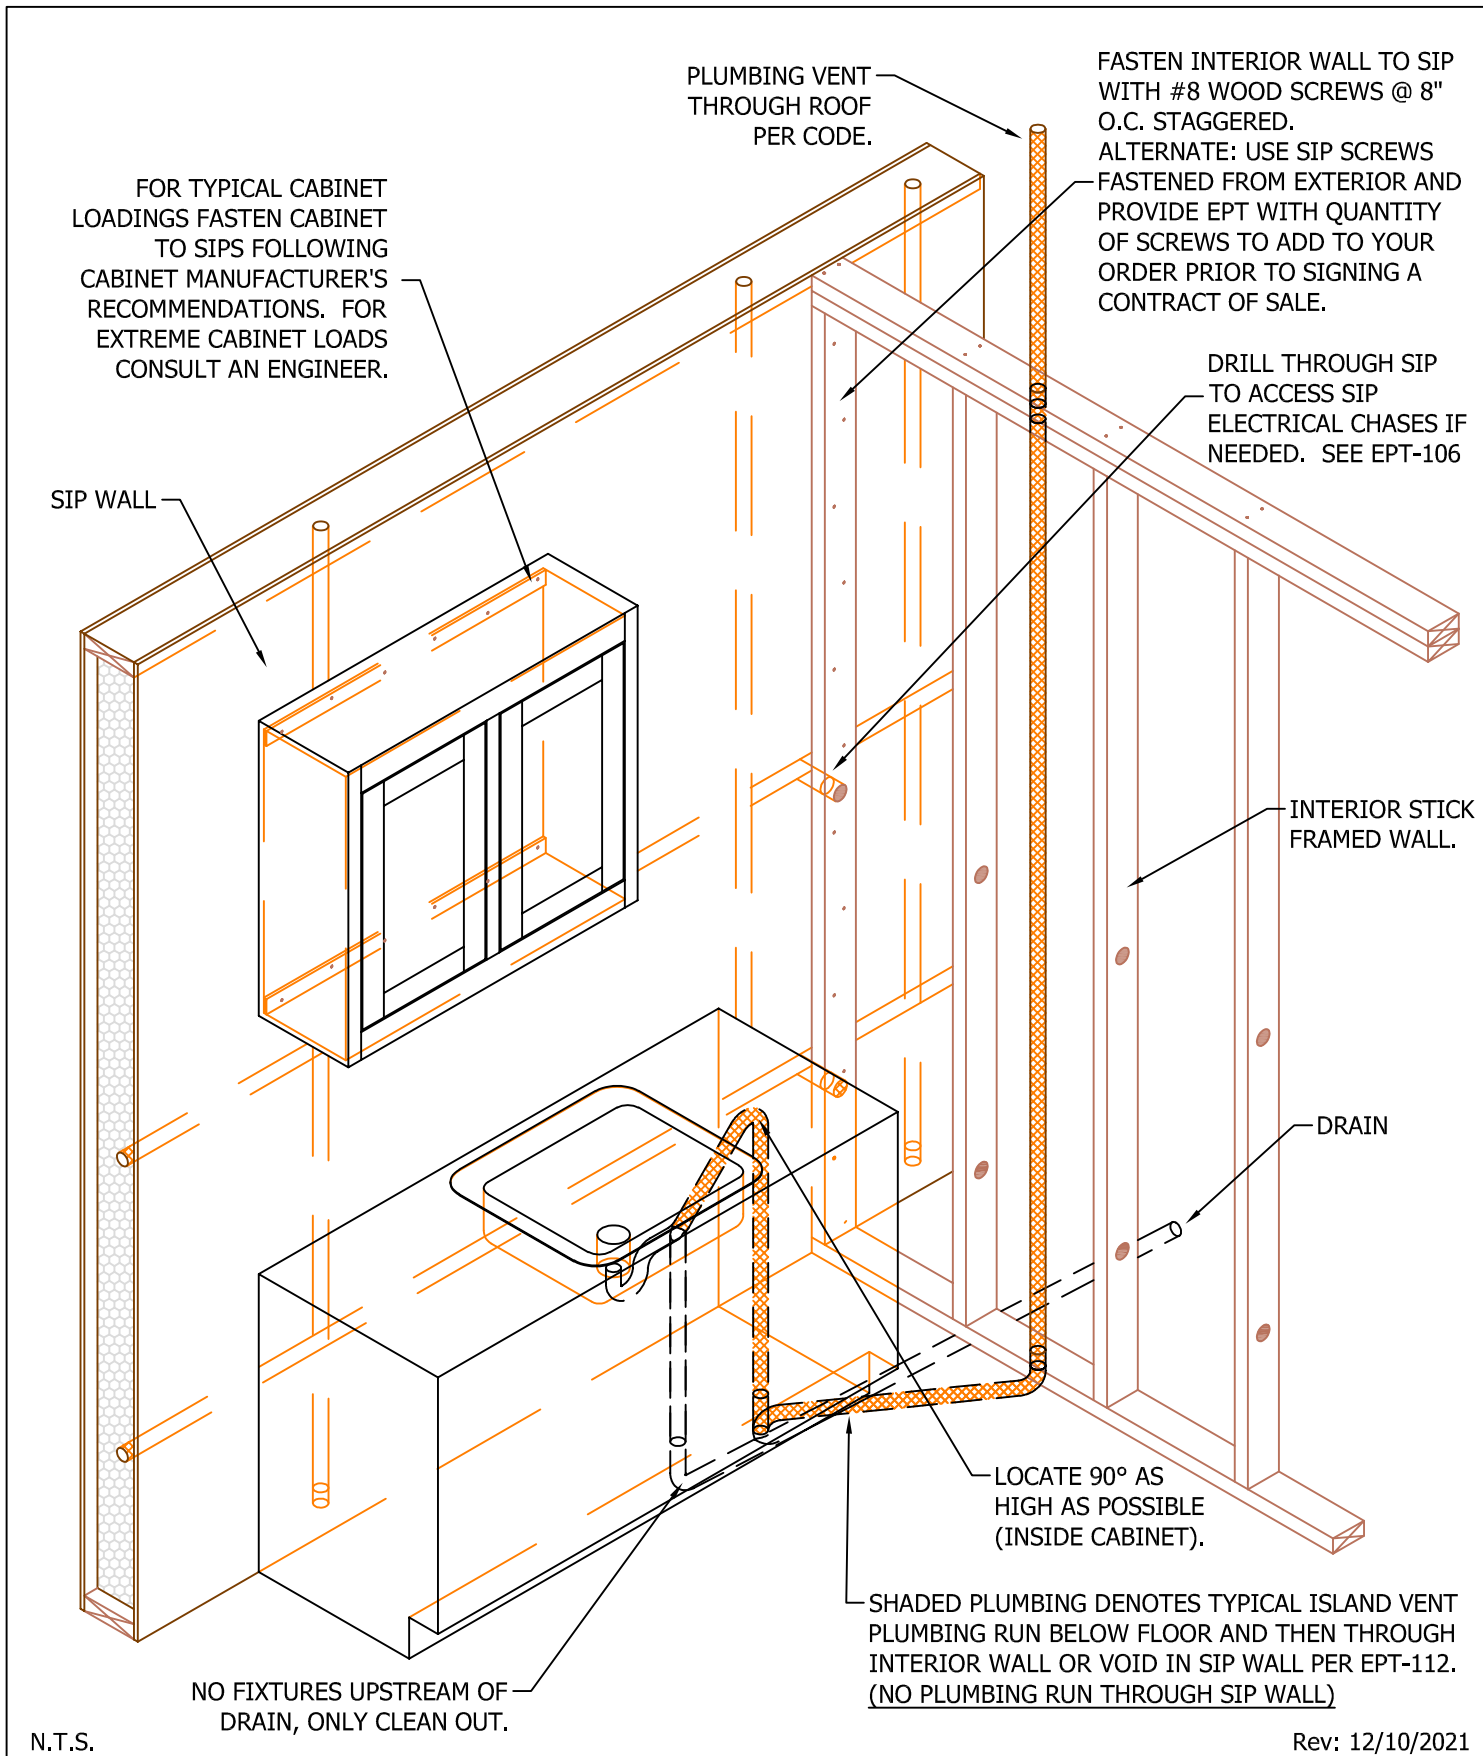 PLUMBING VENT
THROUGH ROOF
PER CODE.
FASTEN INTERIOR WALL TO SIP
WITH #8 WOOD SCREWS @ 8"
O.C. STAGGERED.
ALTERNATE: USE SIP SCREWS
FASTENED FROM EXTERIOR AND
PROVIDE EPT WITH QUANTITY
OF SCREWS TO ADD TO YOUR
ORDER PRIOR TO SIGNING A
CONTRACT OF SALE.
FOR TYPICAL CABINET
LOADINGS FASTEN CABINET
TO SIPS FOLLOWING
CABINET MANUFACTURER'S
RECOMMENDATIONS. FOR
EXTREME CABINET LOADS
CONSULT AN ENGINEER.
DRILL THROUGH SIP
TO ACCESS SIP
ELECTRICAL CHASES IF
NEEDED. SEE EPT-106
SIP WALL
INTERIOR STICK
FRAMED WALL.
DRAIN
LOCATE 90° AS
HIGH AS POSSIBLE
(INSIDE CABINET).
SHADED PLUMBING DENOTES TYPICAL ISLAND VENT
PLUMBING RUN BELOW FLOOR AND THEN THROUGH
INTERIOR WALL OR VOID IN SIP WALL PER EPT-112.
(NO PLUMBING RUN THROUGH SIP WALL)
NO FIXTURES UPSTREAM OF
DRAIN, ONLY CLEAN OUT.
N.T.S.
Rev: 12/10/2021